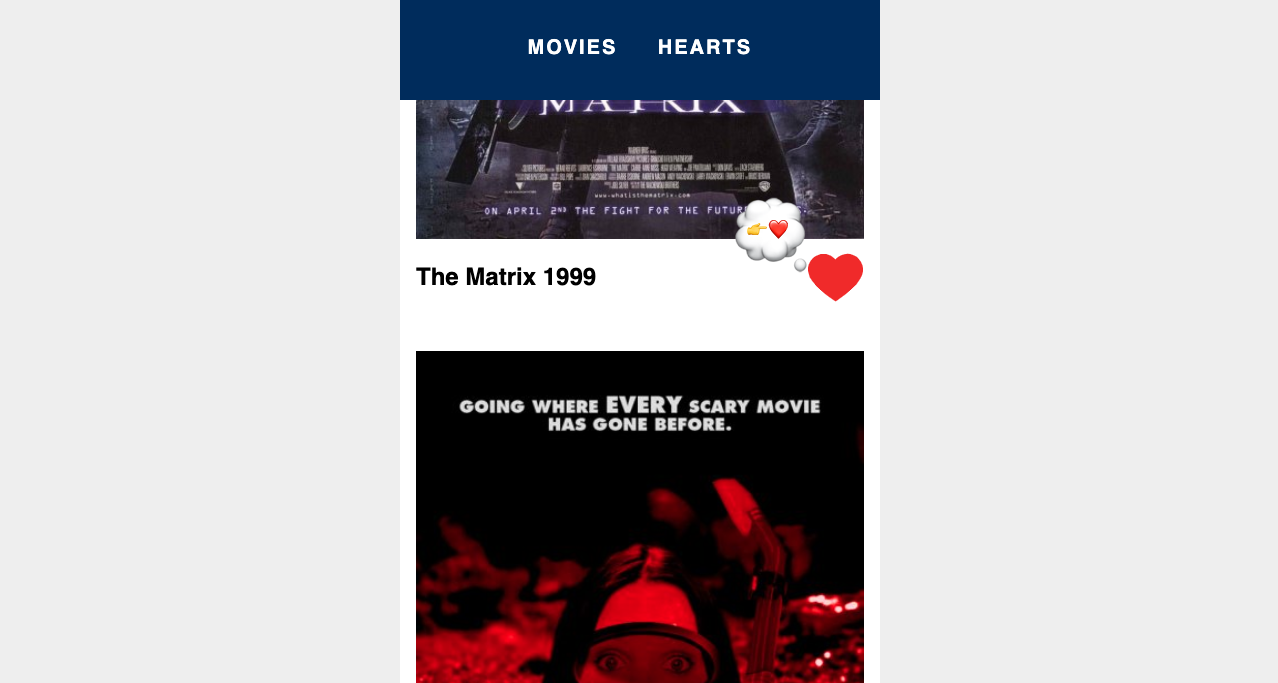 MOVIES HEARTS
MATRIX
www.whatisthematrix.com
ON APRIL 2ND THE FIGHT FOR THE FUTURE
The Matrix 1999
GOING WHERE EVERY SCARY MOVIE
HAS GONE BEFORE.